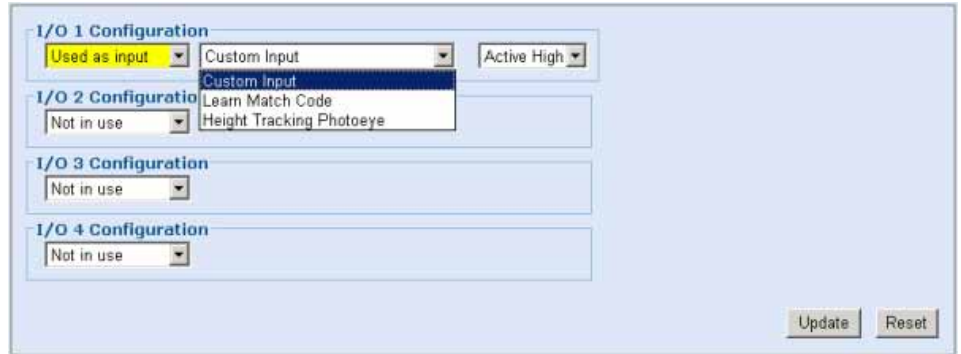 I/O 1 Configuration
Used as input Custom Input Active High
Custom Input
I/O 2 Configuratio Learn Match Code
Not in use Height Tracking Photoeye
I/O 3 Configuration
Not in use
I/O 4 Configuration
Not in use
Update Reset